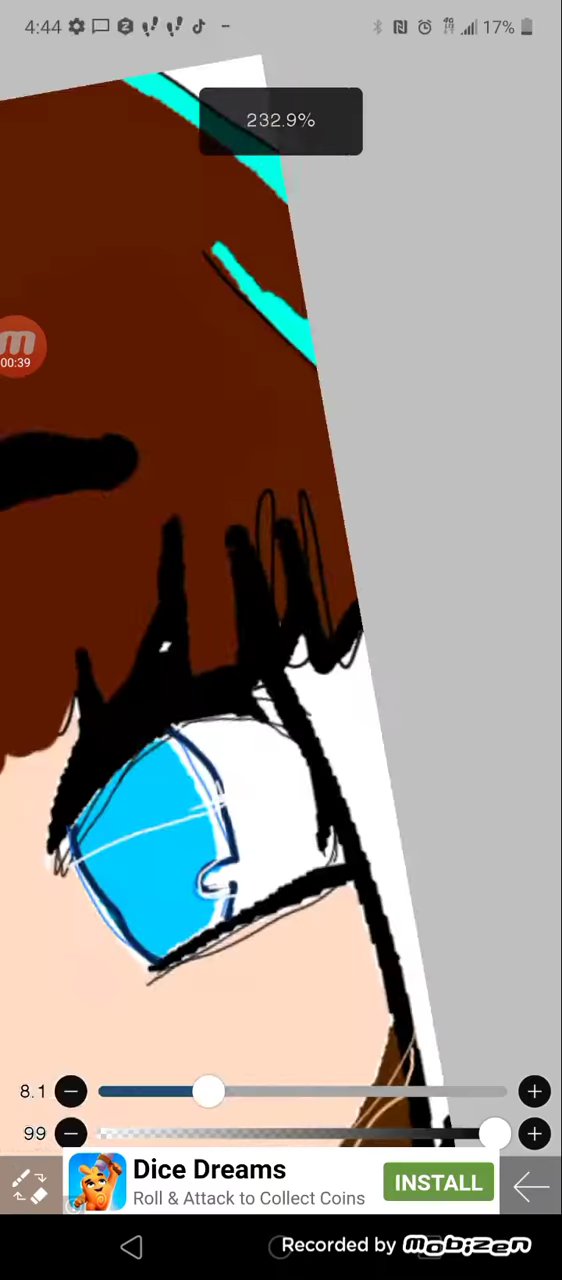 4:44
4G
17%
232.9%
00:39
8.1
99
Dice Dreams
Roll & Attack to Collect Coins
INSTALL
Recorded by mobizen